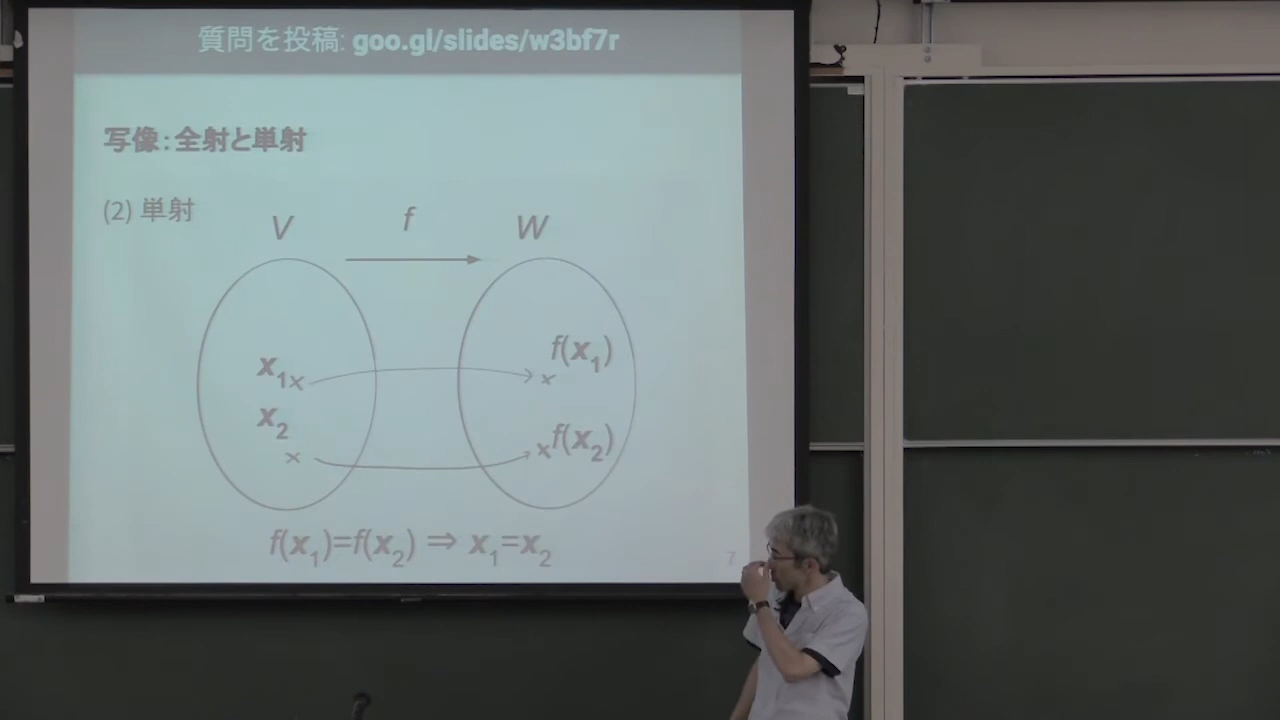 質問を投稿: goo.gl/slides/w3bf7r
写像：全射と単射
(2) 単射
V f W
x₁ f(x₁)
x₂ f(x₂)
f(x₁)=f(x₂) ⇒ x₁=x₂
7